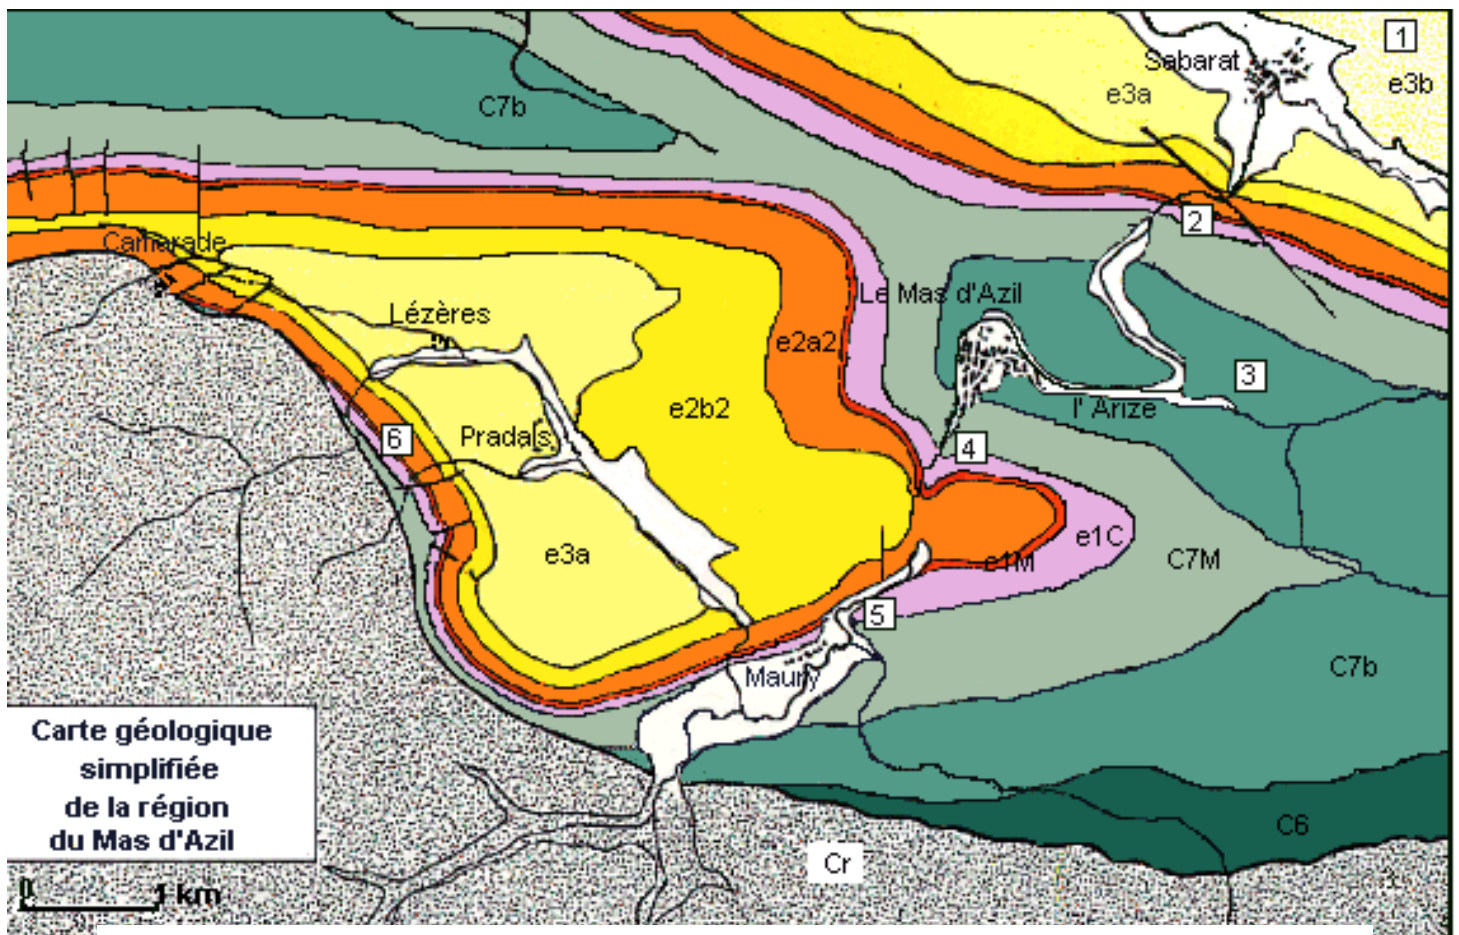 1
Sabarat
e3b
e3a
C7b
2
Camarade
Le Mas d'Azil
Lézères
e2a2
3
e2b2
l' Arize
6
Pradals
4
e1C
e3a
e1M
C7M
5
C7b
Maury
Carte géologique
simplifiée
de la région
du Mas d'Azil
C6
Cr
0 1 km